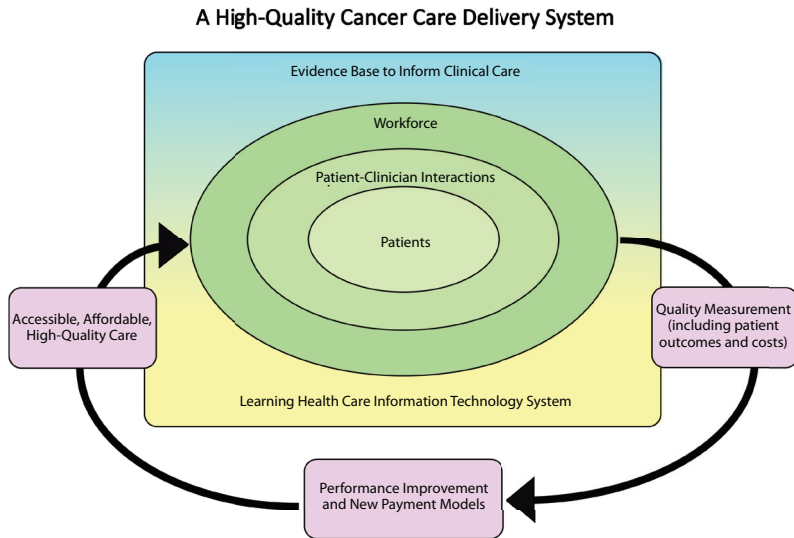 A High-Quality Cancer Care Delivery System
Evidence Base to Inform Clinical Care
Workforce
Patient-Clinician Interactions
Patients
Accessible, Affordable,
High-Quality Care
Quality Measurement
(including patient
outcomes and costs)
Learning Health Care Information Technology System
Performance Improvement
and New Payment Models